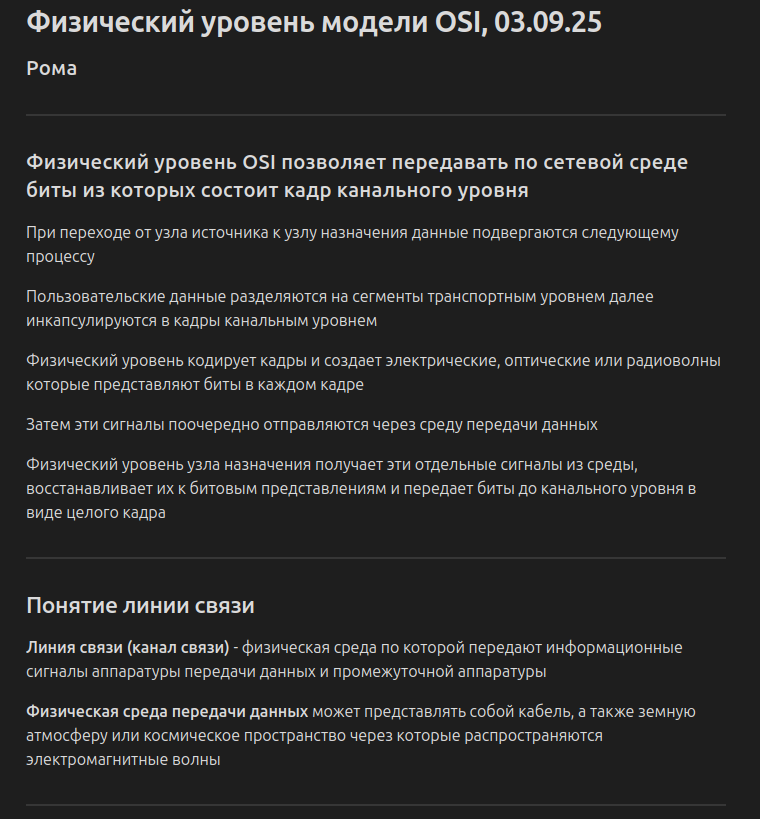 Физический уровень модели OSI, 03.09.25
Рома
Физический уровень OSI позволяет передавать по сетевой среде
биты из которых состоит кадр канального уровня
При переходе от узла источника к узлу назначения данные подвергаются следующему
процессу
Пользовательские данные разделяются на сегменты транспортным уровнем далее
инкапсулируются в кадры канальным уровнем
Физический уровень кодирует кадры и создает электрические, оптические или радиоволны
которые представляют биты в каждом кадре
Затем эти сигналы поочередно отправляются через среду передачи данных
Физический уровень узла назначения получает эти отдельные сигналы из среды,
восстанавливает их к битовым представлениям и передает биты до канального уровня в
виде целого кадра
Понятие линии связи
Линия связи (канал связи) - физическая среда по которой передают информационные
сигналы аппаратуры передачи данных и промежуточной аппаратуры
Физическая среда передачи данных может представлять собой кабель, а также земную
атмосферу или космическое пространство через которые распространяются
электромагнитные волны